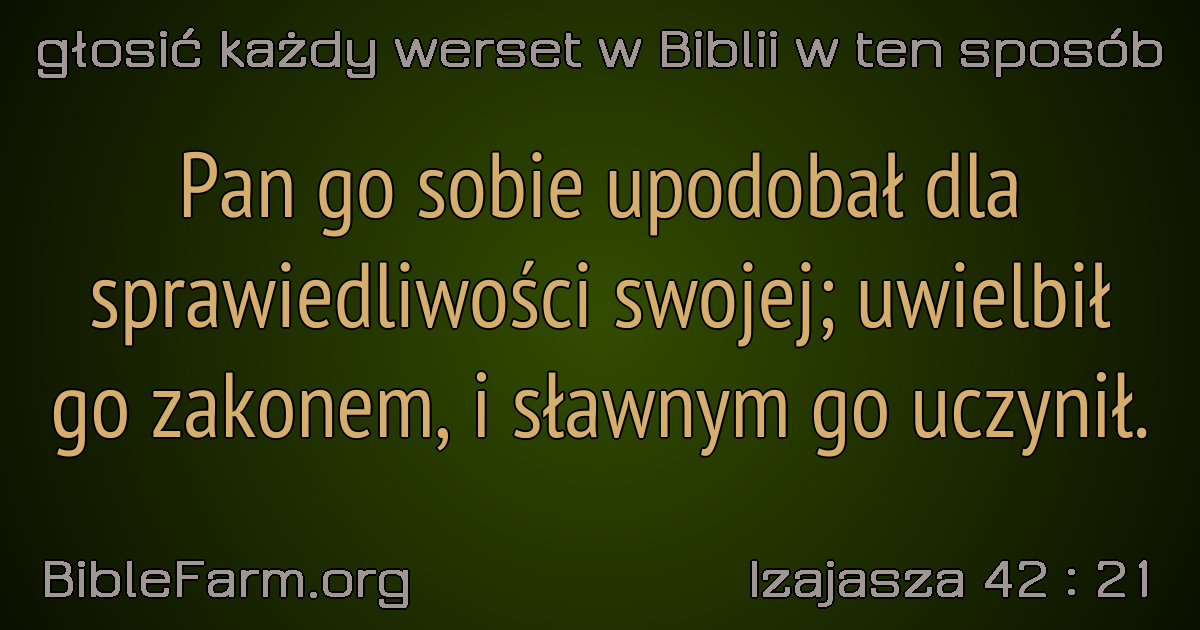 głosić każdy werset w Biblii w ten sposób
Pan go sobie upodobał dla
sprawiedliwości swojej; uwielbił
go zakonem, i sławnym go uczynił.
BibleFarm.org
Izajasza 42 : 21